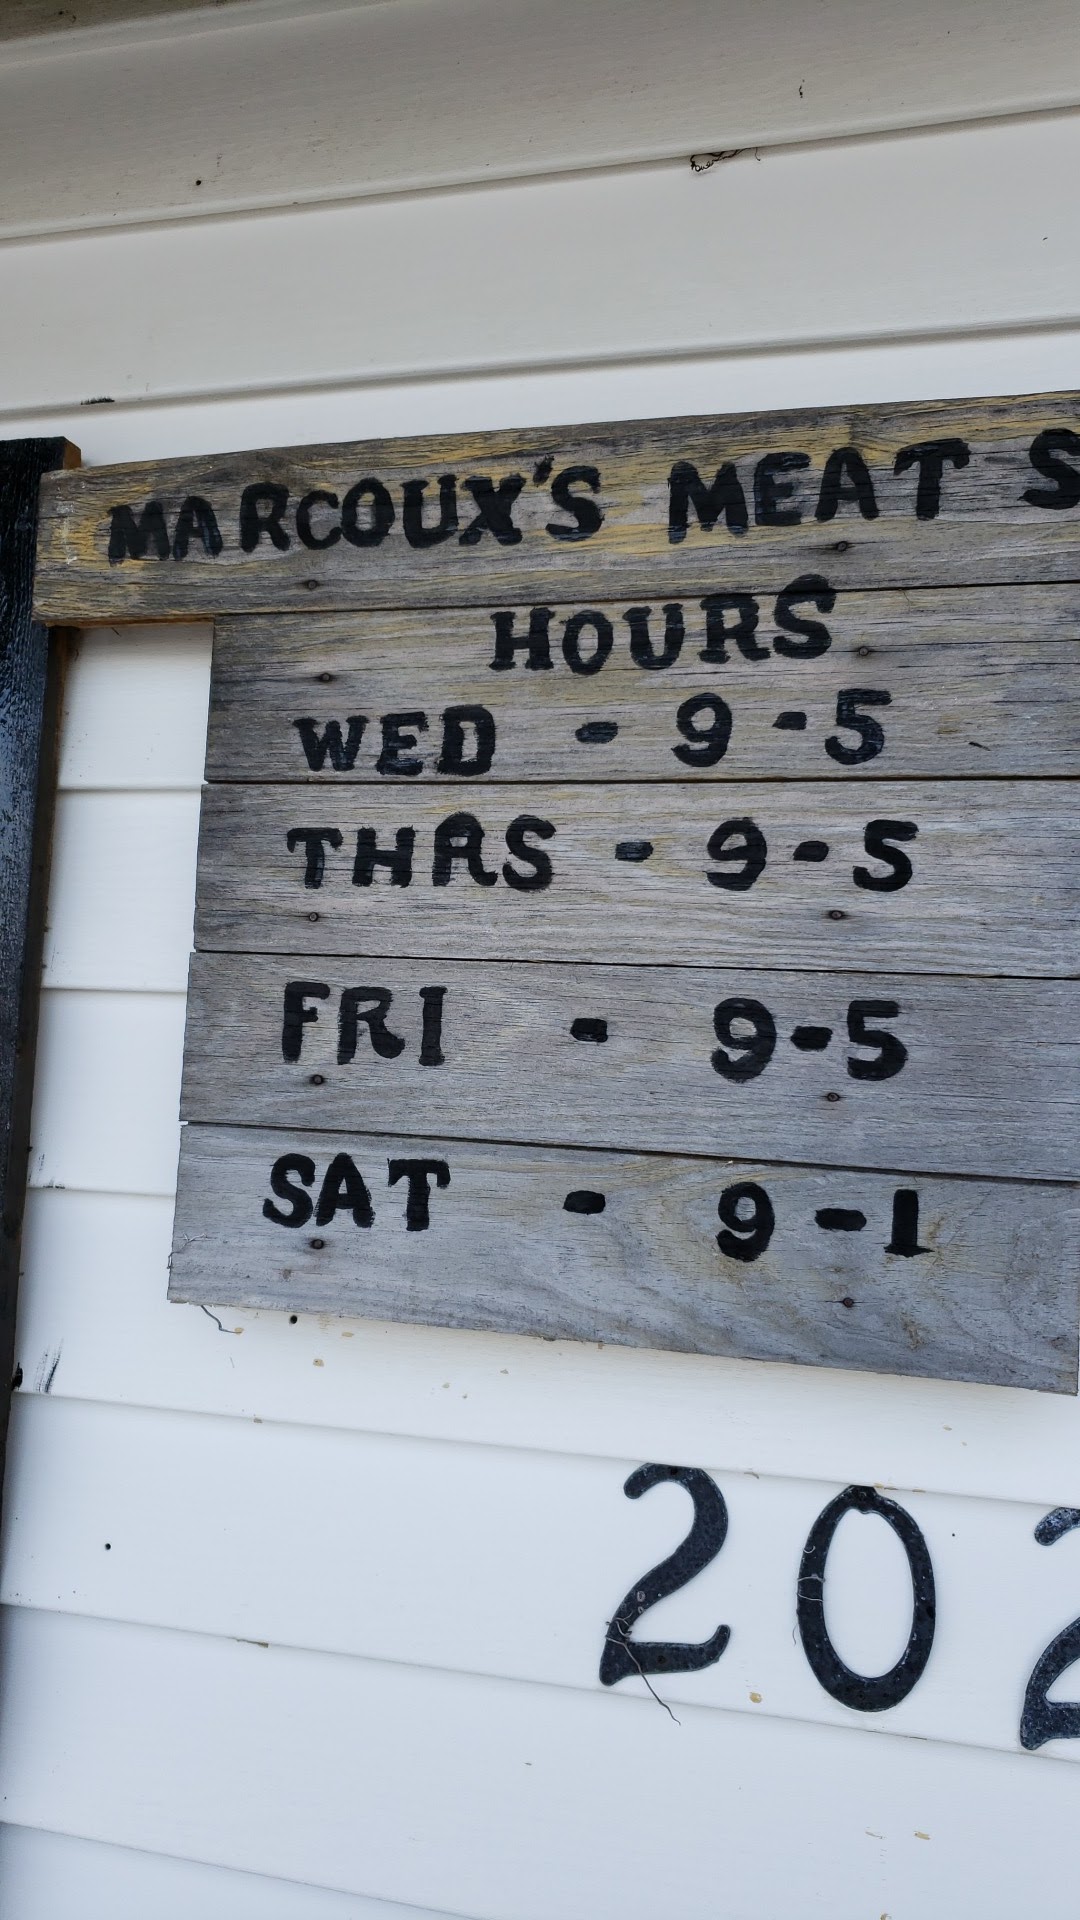 MARCOUX'S MEAT S
HOURS
WED - 9-5
THRS - 9-5
FRI - 9-5
SAT - 9-1
202